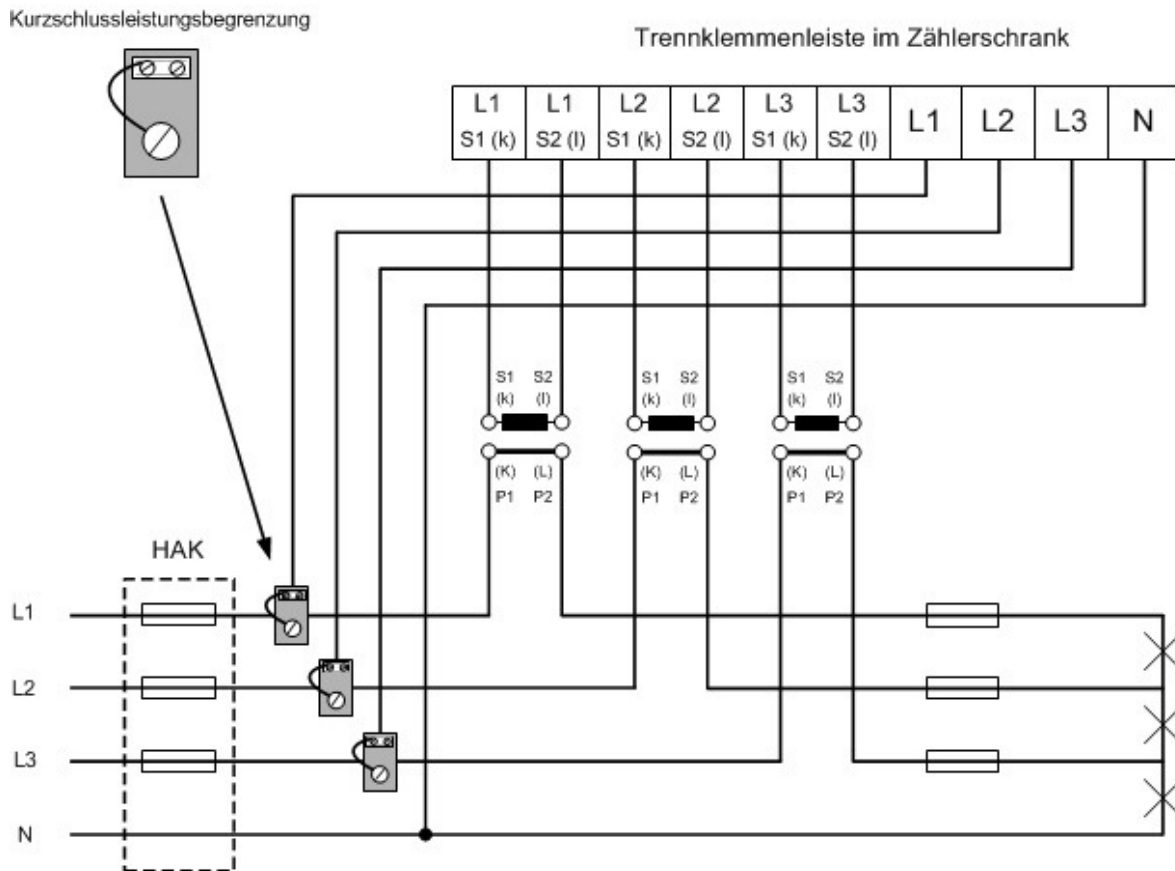 Kurzschlussleistungsbegrenzung
Trennklemmenleiste im Zählerschrank
L1 L1 L2 L2 L3 L3 L1 L2 L3 N
S1 (k) S2 (l) S1 (k) S2 (l) S1 (k) S2 (l)
S1 S2 S1 S2 S1 S2
(k) (l) (k) (l) (k) (l)
(K) (L) (K) (L) (K) (L)
P1 P2 P1 P2 P1 P2
HAK
L1
L2
L3
N